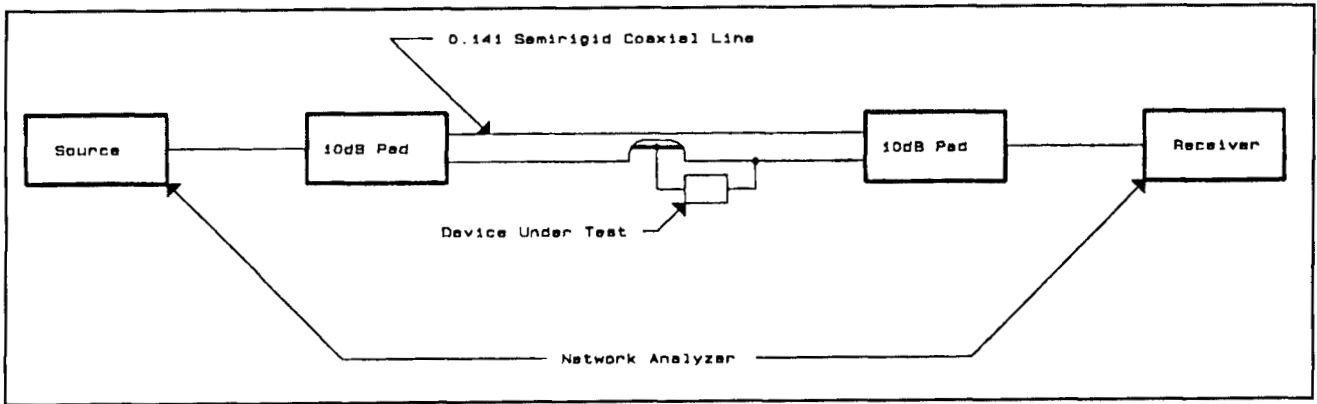 0.141 Semirigid Coaxial Line
Source
10dB Pad
10dB Pad
Receiver
Device Under Test
Network Analyzer